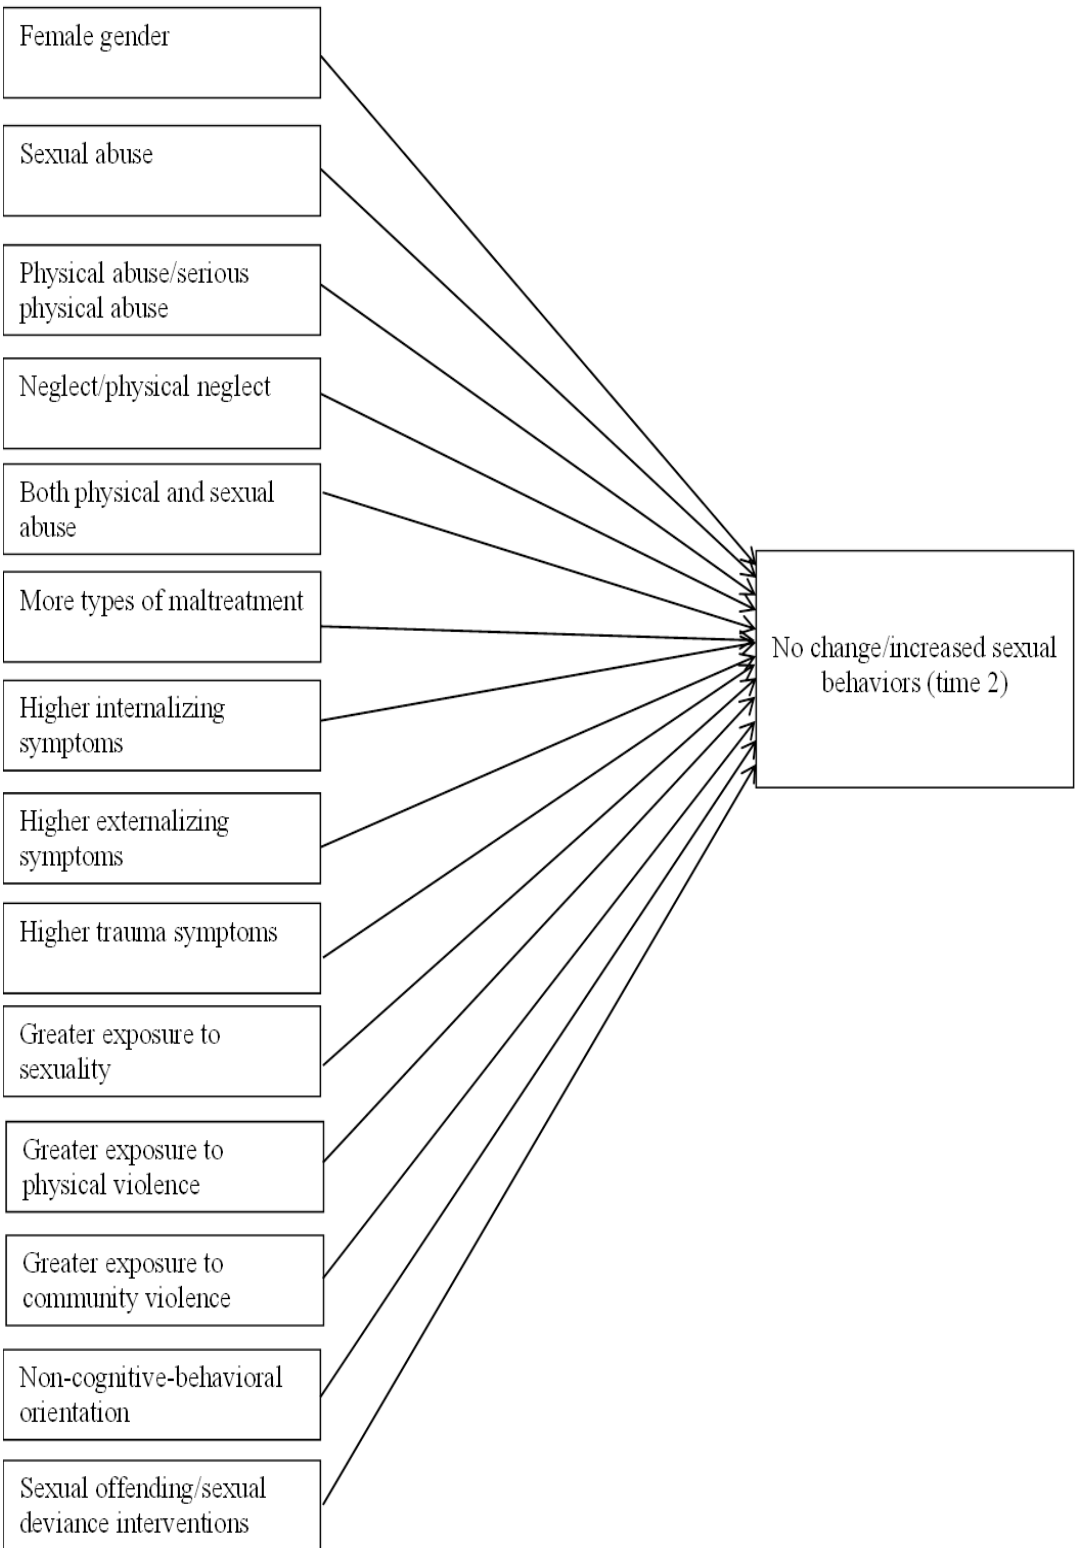 Female gender
Sexual abuse
Physical abuse/serious
physical abuse
Neglect/physical neglect
Both physical and sexual
abuse
More types of maltreatment
Higher internalizing
symptoms
Higher externalizing
symptoms
Higher trauma symptoms
Greater exposure to
sexuality
Greater exposure to
physical violence
Greater exposure to
community violence
Non-cognitive-behavioral
orientation
Sexual offending/sexual
deviance interventions
No change/increased sexual
behaviors (time 2)